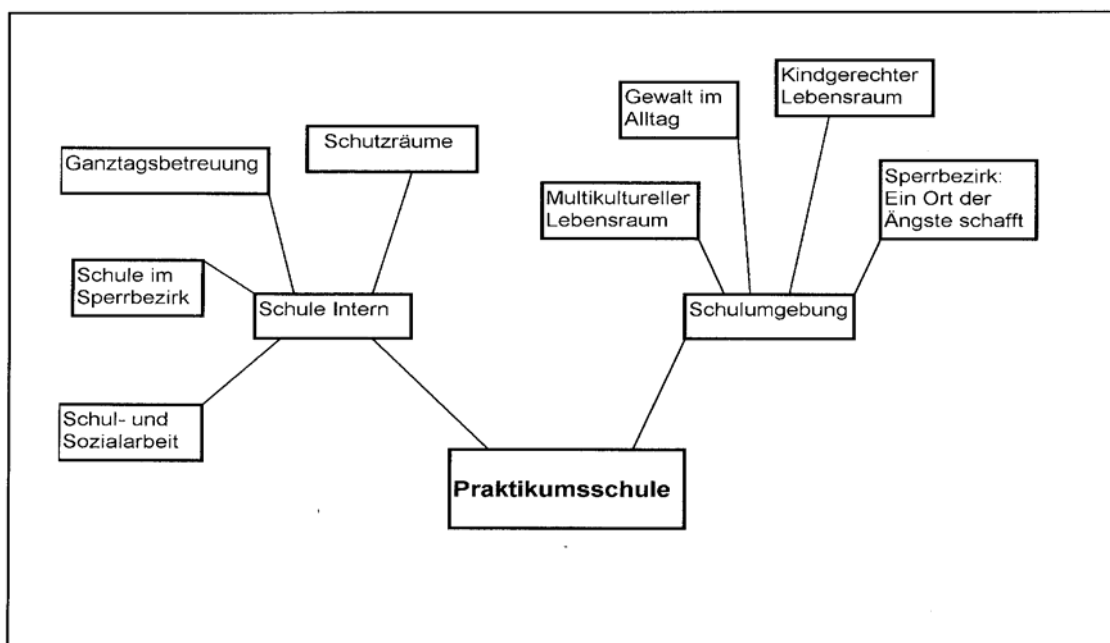 Kindgerechter
Lebensraum
Gewalt im
Alltag
Schutzräume
Ganztagsbetreuung
Sperrbezirk:
Ein Ort der
Ängste schafft
Multikultureller
Lebensraum
Schule im
Sperrbezirk
Schule Intern
Schulumgebung
Schul- und
Sozialarbeit
Praktikumsschule